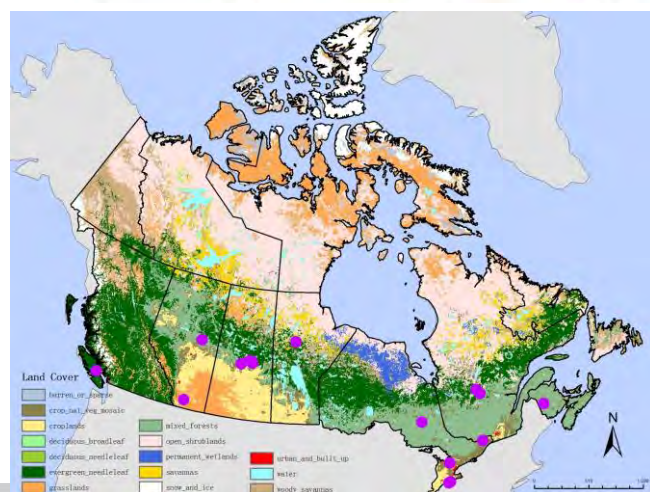 N
Land Cover
barren_or_sparse
crop_nat_veg_mosaic
croplands
deciduous_broadleaf
deciduous_needleleaf
evergreen_needleleaf
grasslands
mixed_forests
open_shrublands
permanent_wetlands
savannas
snow_and_ice
urban_and_built_up
water
woody_savannas